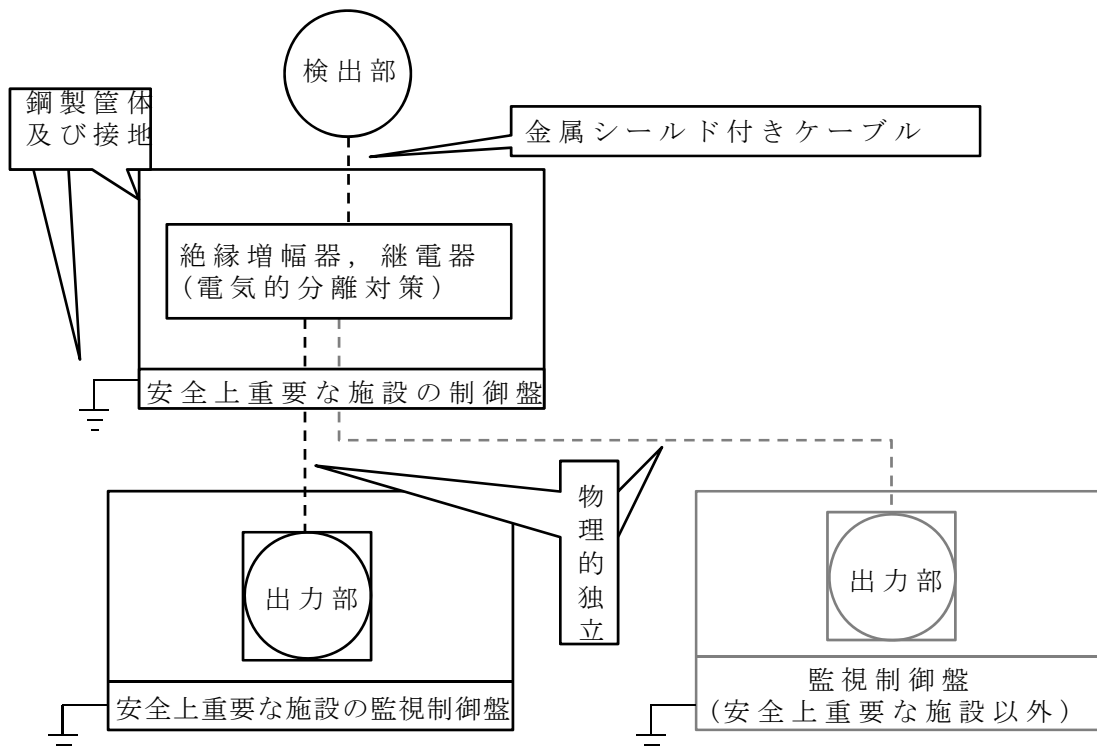 検出部
鋼製筐体
及び接地
金属シールド付きケーブル
絶縁増幅器，継電器
(電気的分離対策)
安全上重要な施設の制御盤
物理的独立
出力部
出力部
安全上重要な施設の監視制御盤
監視制御盤
(安全上重要な施設以外)